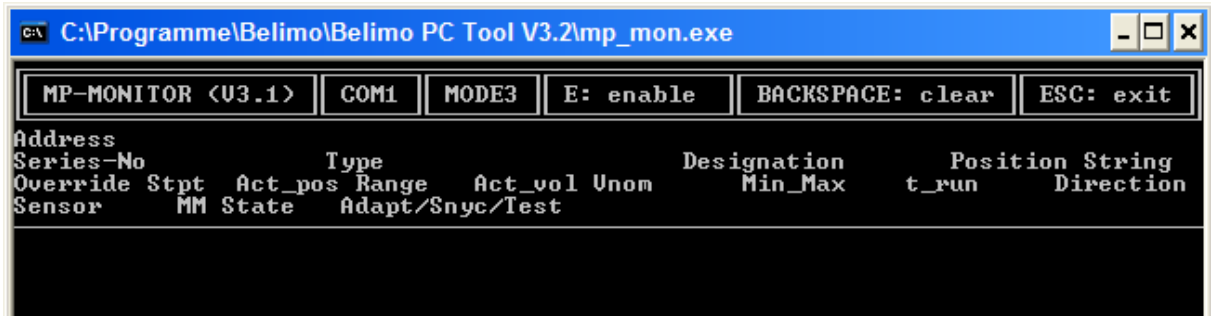 C:\Programme\Belimo\Belimo PC Tool V3.2\mp_mon.exe
MP-MONITOR (V3.1) COM1 MODE3 E: enable BACKSPACE: clear ESC: exit
Address
Series-No Type Designation Position String
Override Stpt Act_pos Range Act_vol Vnom Min_Max t_run Direction
Sensor MM State Adapt/Snyc/Test